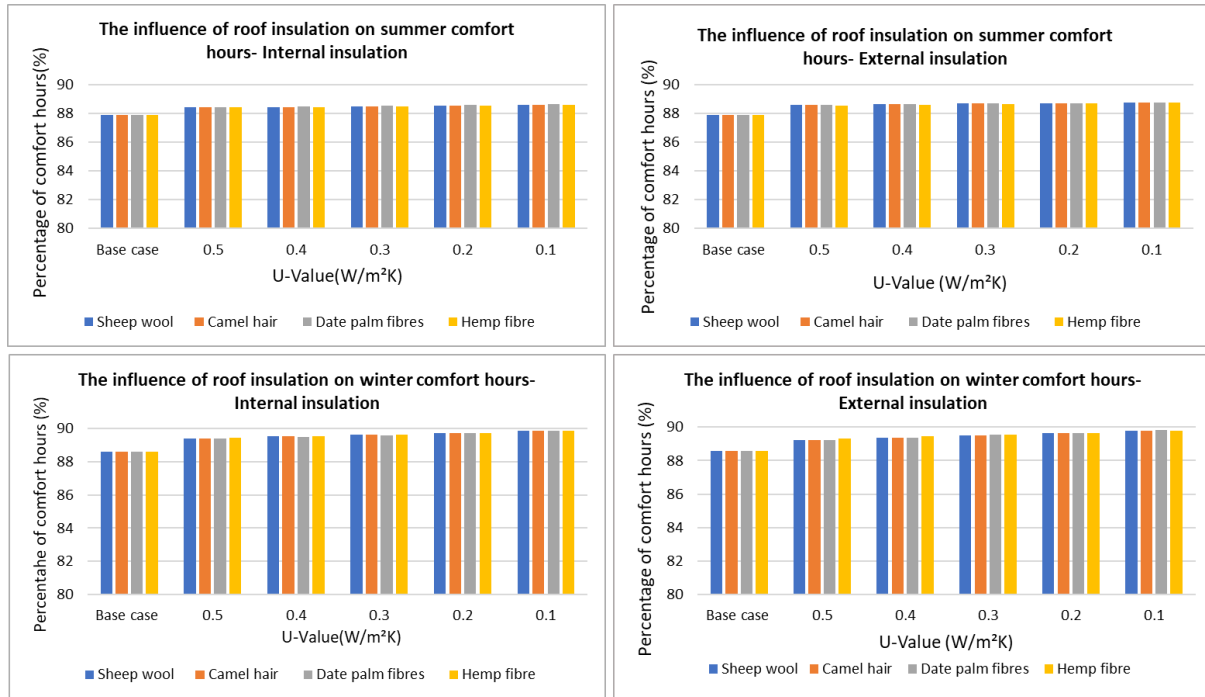 The influence of roof insulation on summer comfort
hours- Internal insulation
Percentage of comfort hours(%)
90
88
86
84
82
80
Base case 0.5 0.4 0.3 0.2 0.1
U-Value(W/m²K)
Sheep wool Camel hair Date palm fibres Hemp fibre
The influence of roof insulation on summer comfort
hours- External insulation
Percentage of comfort hours (%)
90
88
86
84
82
80
Base case 0.5 0.4 0.3 0.2 0.1
U-Value (W/m²K)
Sheep wool Camel hair Date palm fibres Hemp fibre
The influence of roof insulation on winter comfort hours-
Internal insulation
Percentahe of comfort hours (%)
90
88
86
84
82
80
Base case 0.5 0.4 0.3 0.2 0.1
U-Value(W/m²K)
Sheep wool Camel hair Date palm fibres Hemp fibre
The influence of roof insulation on winter comfort hours-
External insulation
Percentage of comfort hours (%)
90
88
86
84
82
80
Base case 0.5 0.4 0.3 0.2 0.1
U-Value (W/m²K)
Sheep wool Camel hair Date palm fibres Hemp fibre